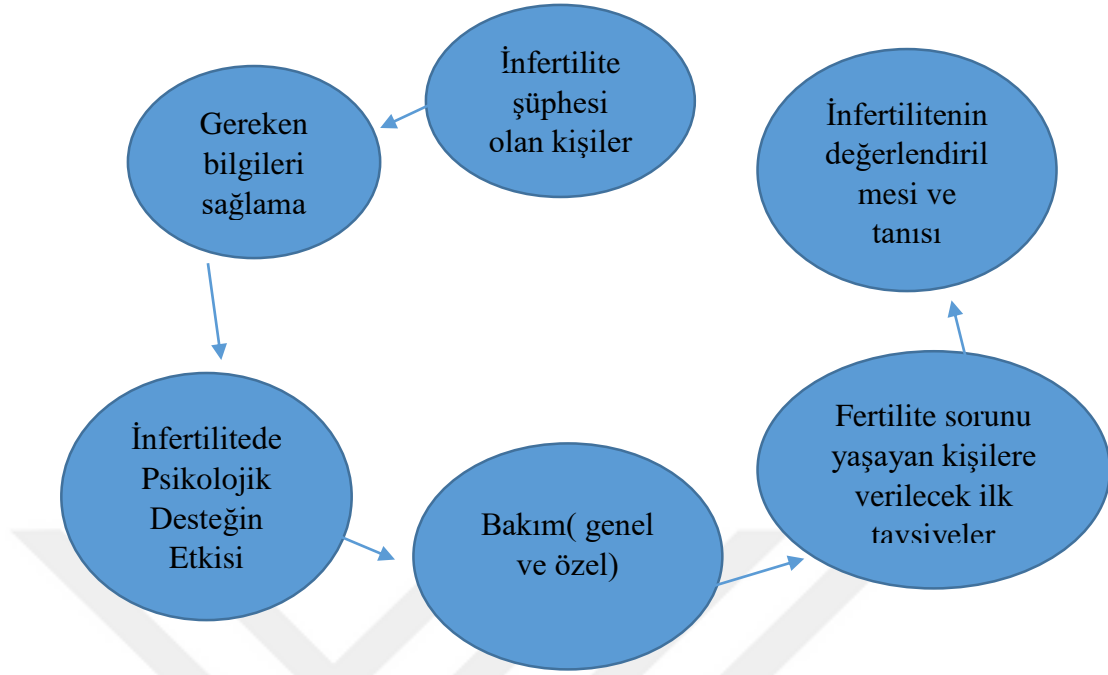 İnfertilite
şüphesi
olan kişiler
Gereken
bilgileri
sağlama
İnfertilitede
Psikolojik
Desteğin
Etkisi
Bakım( genel
ve özel)
Fertilite sorunu
yaşayan kişilere
verilecek ilk
tavsiyeler
İnfertilitenin
değerlendiril
mesi ve
tanısı